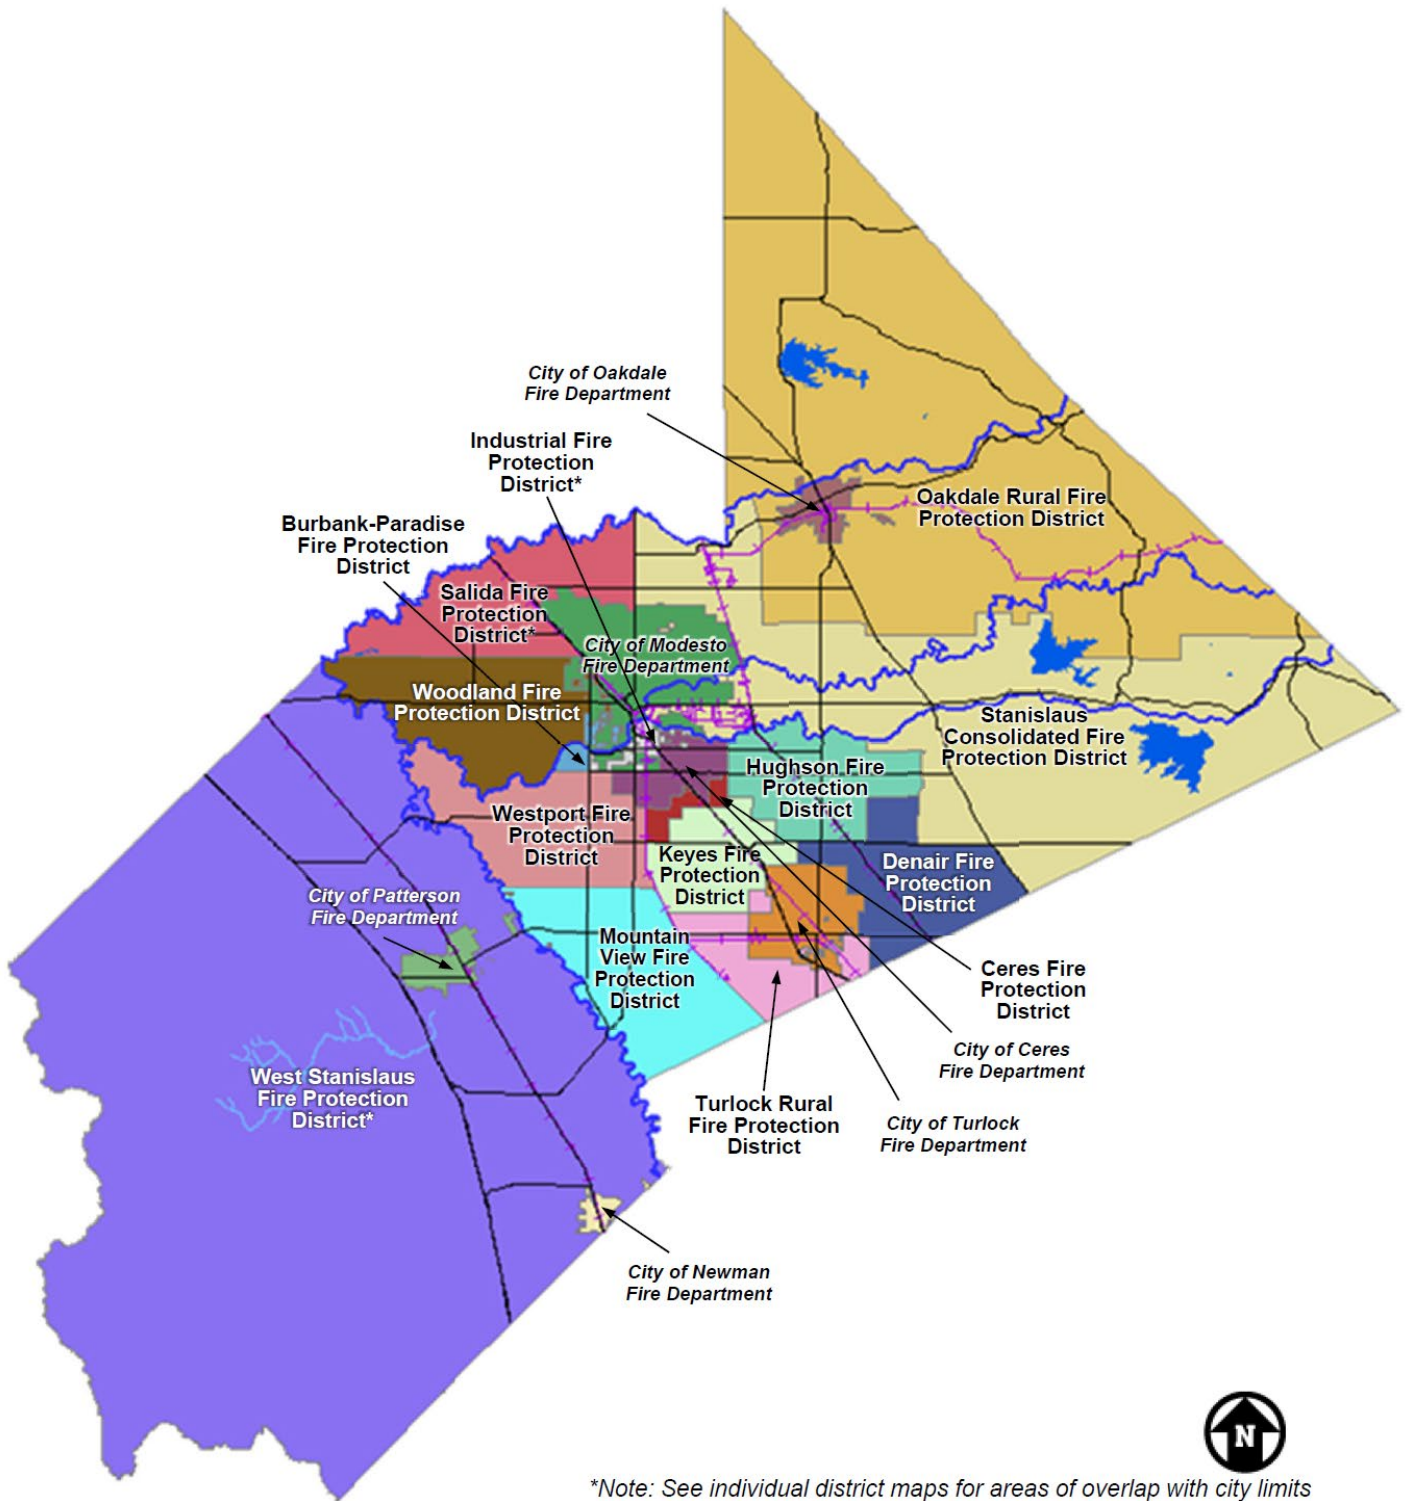 City of Oakdale
Fire Department
Industrial Fire
Protection
District*
Burbank-Paradise
Fire Protection
District
Oakdale Rural Fire
Protection District
Salida Fire
Protection
District*
City of Modesto
Fire Department
Woodland Fire
Protection District
Stanislaus
Consolidated Fire
Protection District
Hughson Fire
Protection
District
Westport Fire
Protection
District
Keyes Fire
Protection
District
Denair Fire
Protection
District
City of Patterson
Fire Department
Mountain
View Fire
Protection
District
Ceres Fire
Protection
District
City of Ceres
Fire Department
West Stanislaus
Fire Protection
District*
Turlock Rural
Fire Protection
District
City of Turlock
Fire Department
City of Newman
Fire Department
N
*Note: See individual district maps for areas of overlap with city limits